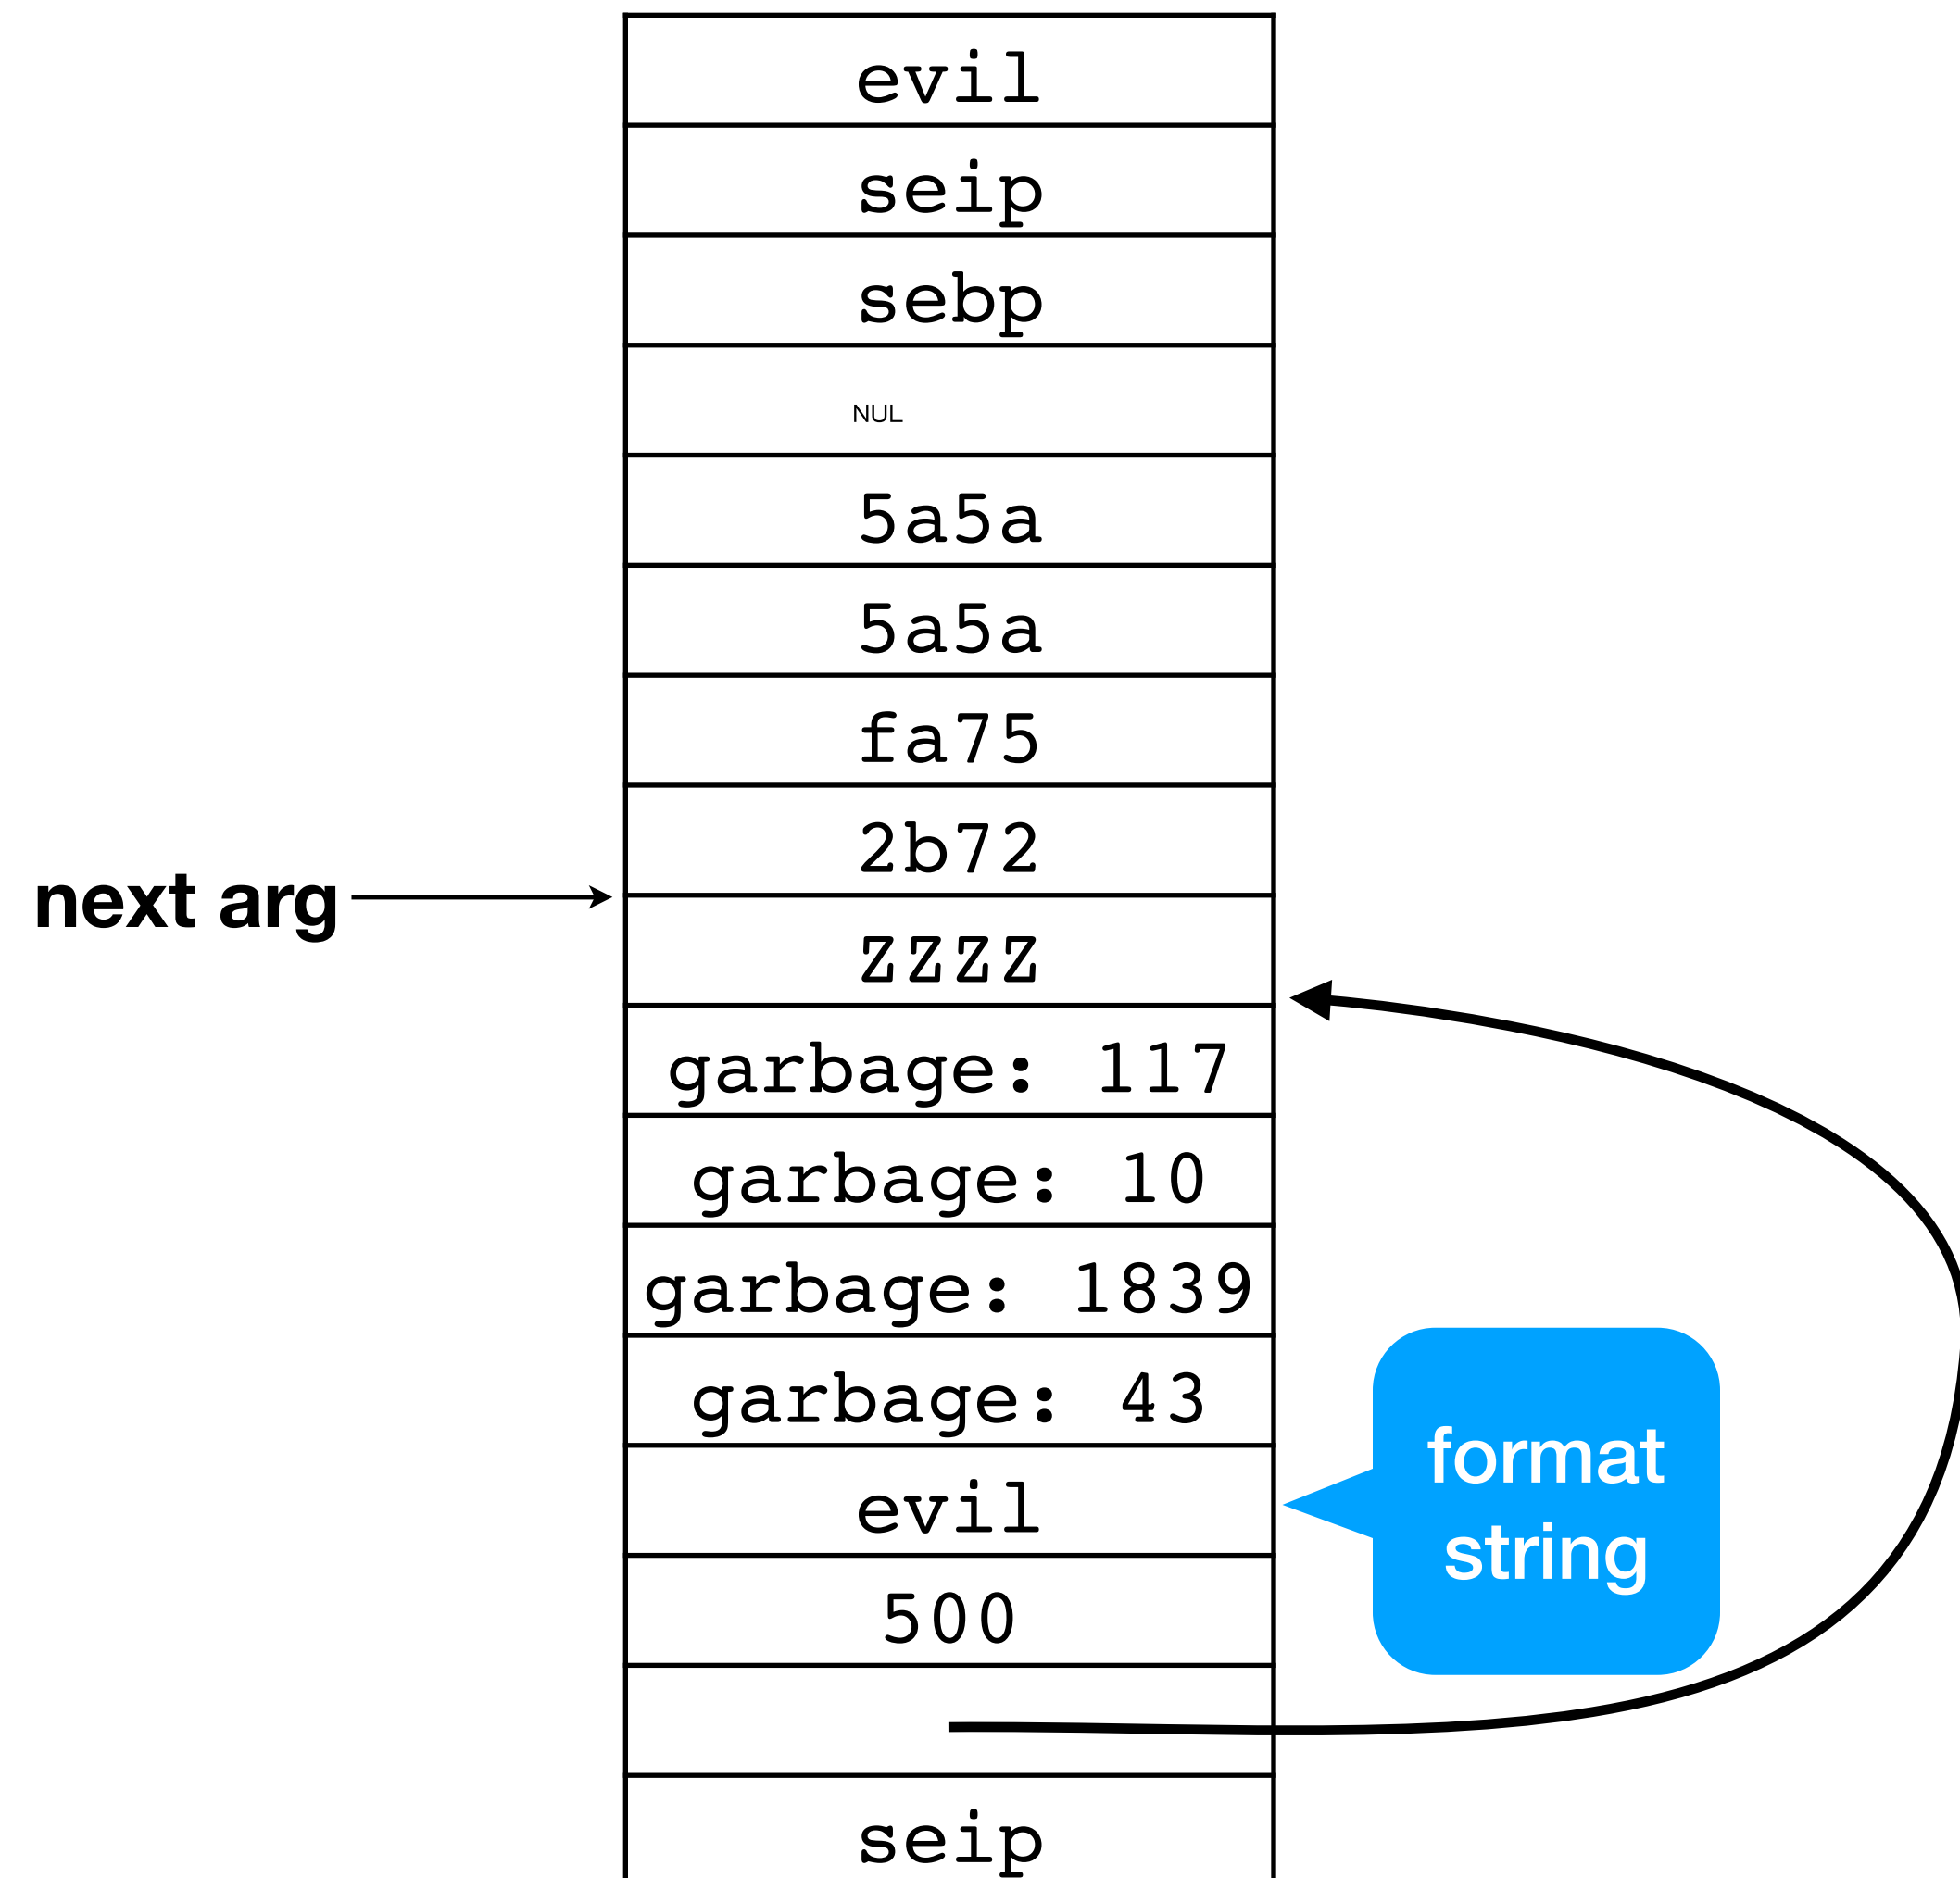 evil
seip
sebp
NUL
5a5a
5a5a
fa75
2b72
next arg
ZZZZ
garbage: 117
garbage: 10
garbage: 1839
garbage: 43
format
string
evil
500
seip